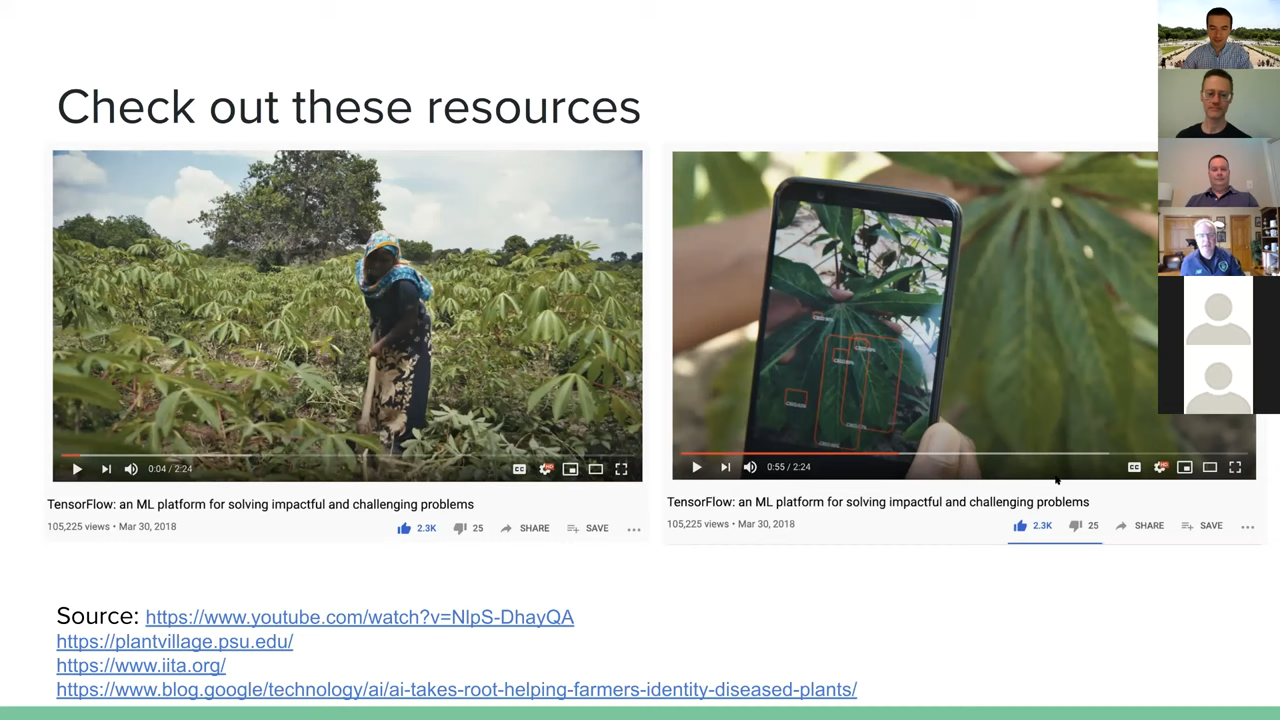 Check out these resources
0:04 / 2:24
CC
HD
TensorFlow: an ML platform for solving impactful and challenging problems
105,225 views • Mar 30, 2018
2.3K
25
SHARE
SAVE
0:55 / 2:24
CC
HD
TensorFlow: an ML platform for solving impactful and challenging problems
105,225 views • Mar 30, 2018
2.3K
25
SHARE
SAVE
Source: https://www.youtube.com/watch?v=NlpS-DhayQA
https://plantvillage.psu.edu/
https://www.iita.org/
https://www.blog.google/technology/ai/ai-takes-root-helping-farmers-identity-diseased-plants/